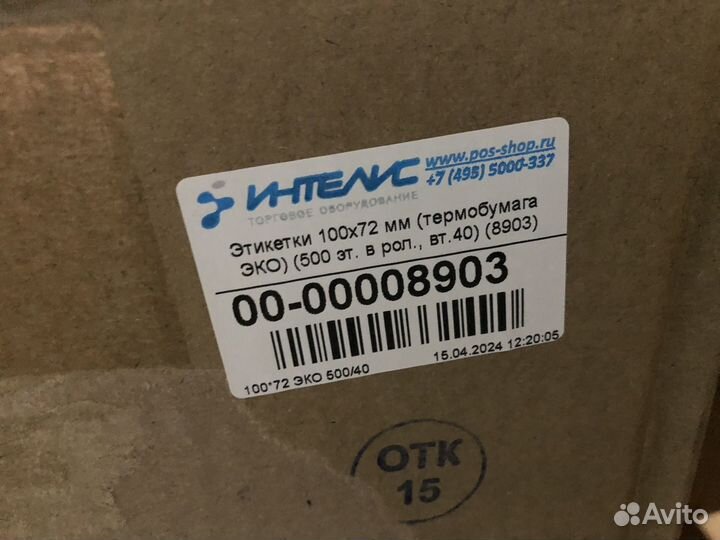 ИНТЕЛИС
ТОРГОВОЕ ОБОРУДОВАНИЕ
www.pos-shop.ru
+7 (495) 5000-337
Этикетки 100x72 мм (термобумага
ЭКО) (500 эт. в рол., вт.40) (8903)
00-00008903
100*72 ЭКО 500/40
15.04.2024 12:20:05
ОТК
15
Avito